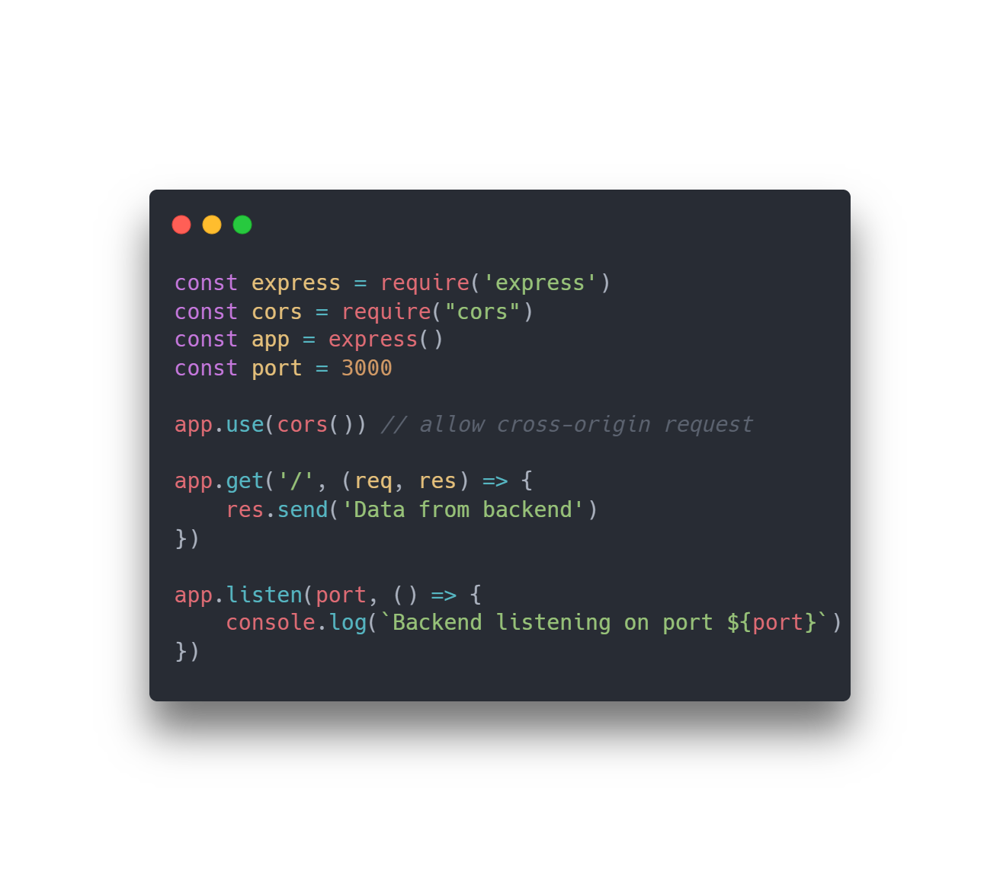 const express = require('express')
const cors = require("cors")
const app = express()
const port = 3000
app.use(cors()) // allow cross-origin request
app.get('/', (req, res) => {
    res.send('Data from backend')
})
app.listen(port, () => {
    console.log(`Backend listening on port ${port}`)
})